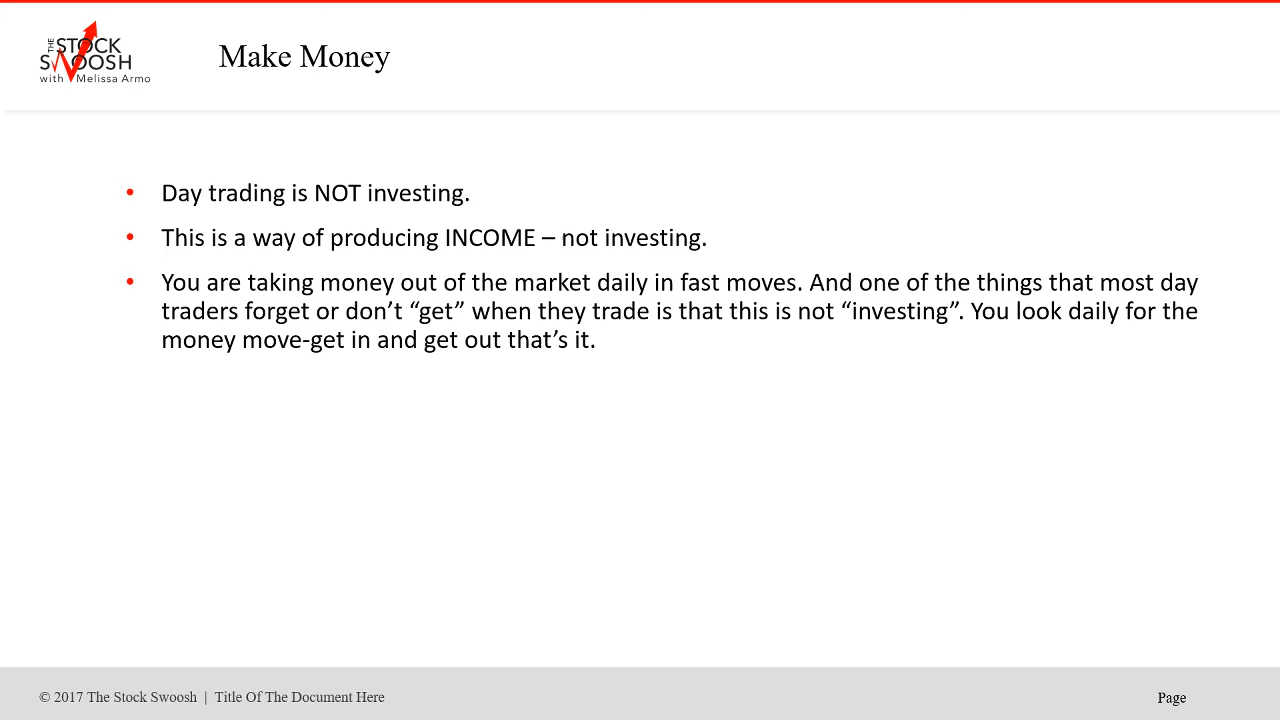 THE STOCK
SWOOSH
with Melissa Armo
Make Money
• Day trading is NOT investing.
• This is a way of producing INCOME – not investing.
• You are taking money out of the market daily in fast moves. And one of the things that most day
traders forget or don’t “get” when they trade is that this is not “investing”. You look daily for the
money move-get in and get out that’s it.
© 2017 The Stock Swoosh | Title Of The Document Here
Page